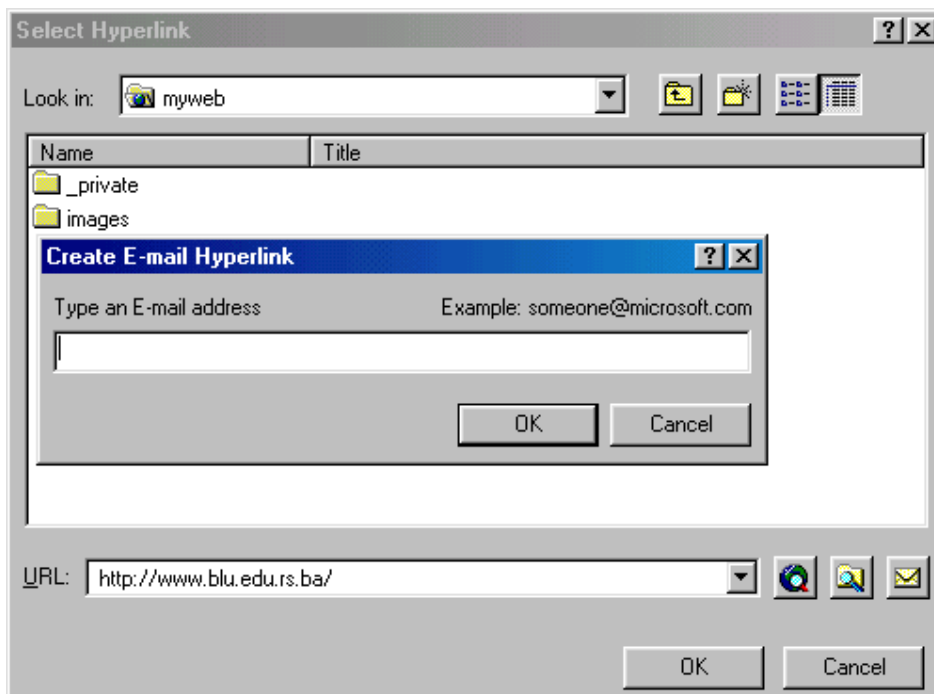 Select Hyperlink
Look in: myweb
Name Title
_private
images
Create E-mail Hyperlink
Type an E-mail address Example: someone@microsoft.com
OK Cancel
URL: http://www.blu.edu.rs.ba/
OK Cancel